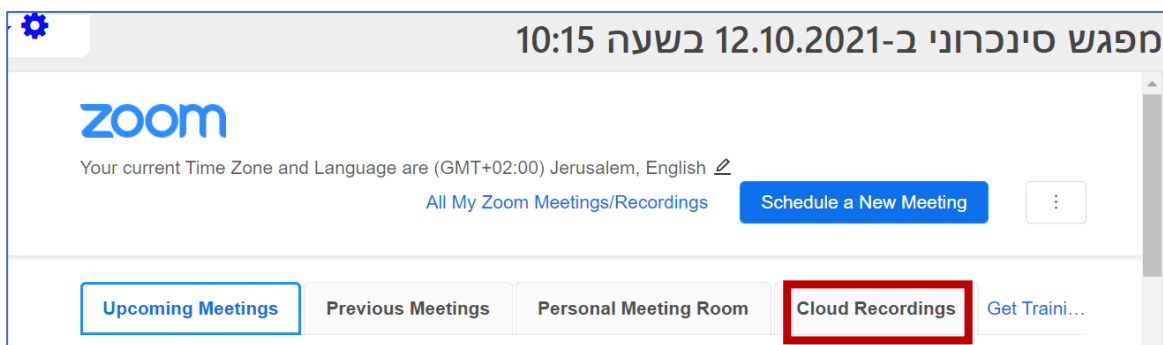 מפגש סינכרוני ב-12.10.2021 בשעה 10:15
zoom
Your current Time Zone and Language are (GMT+02:00) Jerusalem, English
All My Zoom Meetings/Recordings
Schedule a New Meeting
Upcoming Meetings
Previous Meetings
Personal Meeting Room
Cloud Recordings
Get Traini...